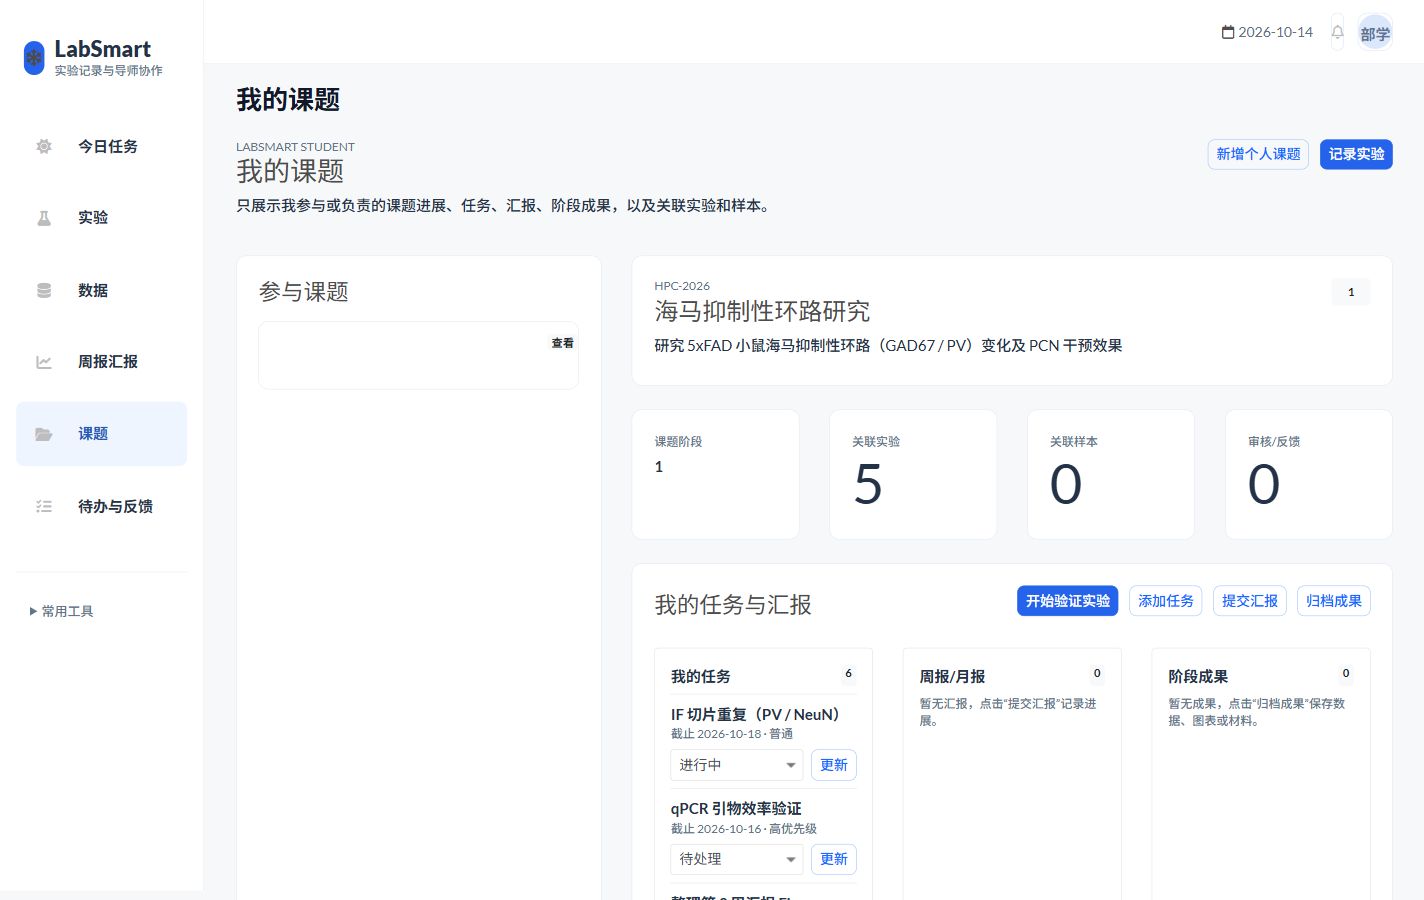 LabSmart
实验记录与导师协作
2026-10-14
部学
今日任务
实验
数据
周报汇报
课题
待办与反馈
常用工具
我的课题
LABSMART STUDENT
我的课题
只展示我参与或负责的课题进展、任务、汇报、阶段成果，以及关联实验和样本。
新增个人课题
记录实验
参与课题
查看
HPC-2026
海马抑制性环路研究
研究 5xFAD 小鼠海马抑制性环路（GAD67 / PV）变化及 PCN 干预效果
1
课题阶段
1
关联实验
5
关联样本
0
审核/反馈
0
我的任务与汇报
开始验证实验
添加任务
提交汇报
归档成果
我的任务
6
IF 切片重复（PV / NeuN）
截止 2026-10-18 · 普通
进行中
更新
qPCR 引物效率验证
截止 2026-10-16 · 高优先级
待处理
更新
周报/月报
0
暂无汇报，点击“提交汇报”记录进
展。
阶段成果
0
暂无成果，点击“归档成果”保存数
据、图表或材料。